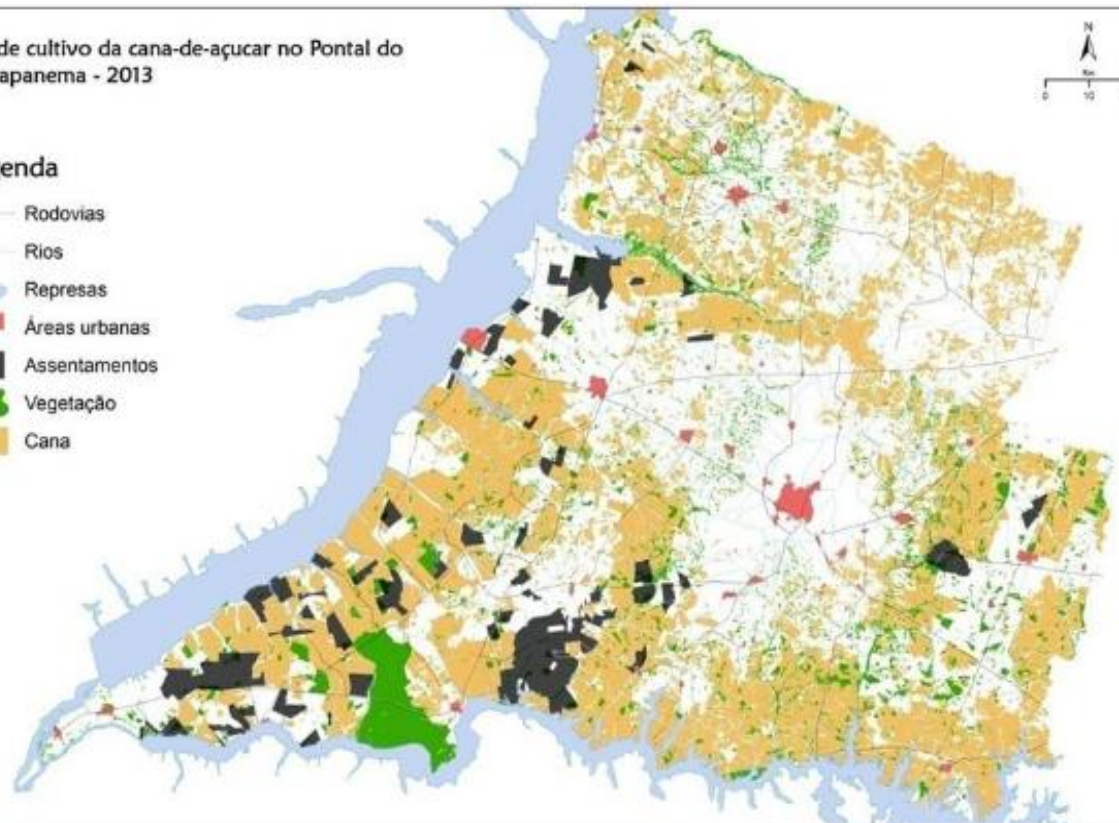 de cultivo da cana-de-açucar no Pontal do
apanema - 2013
N
Km
0 10
enda
Rodovias
Rios
Represas
Áreas urbanas
Assentamentos
Vegetação
Cana